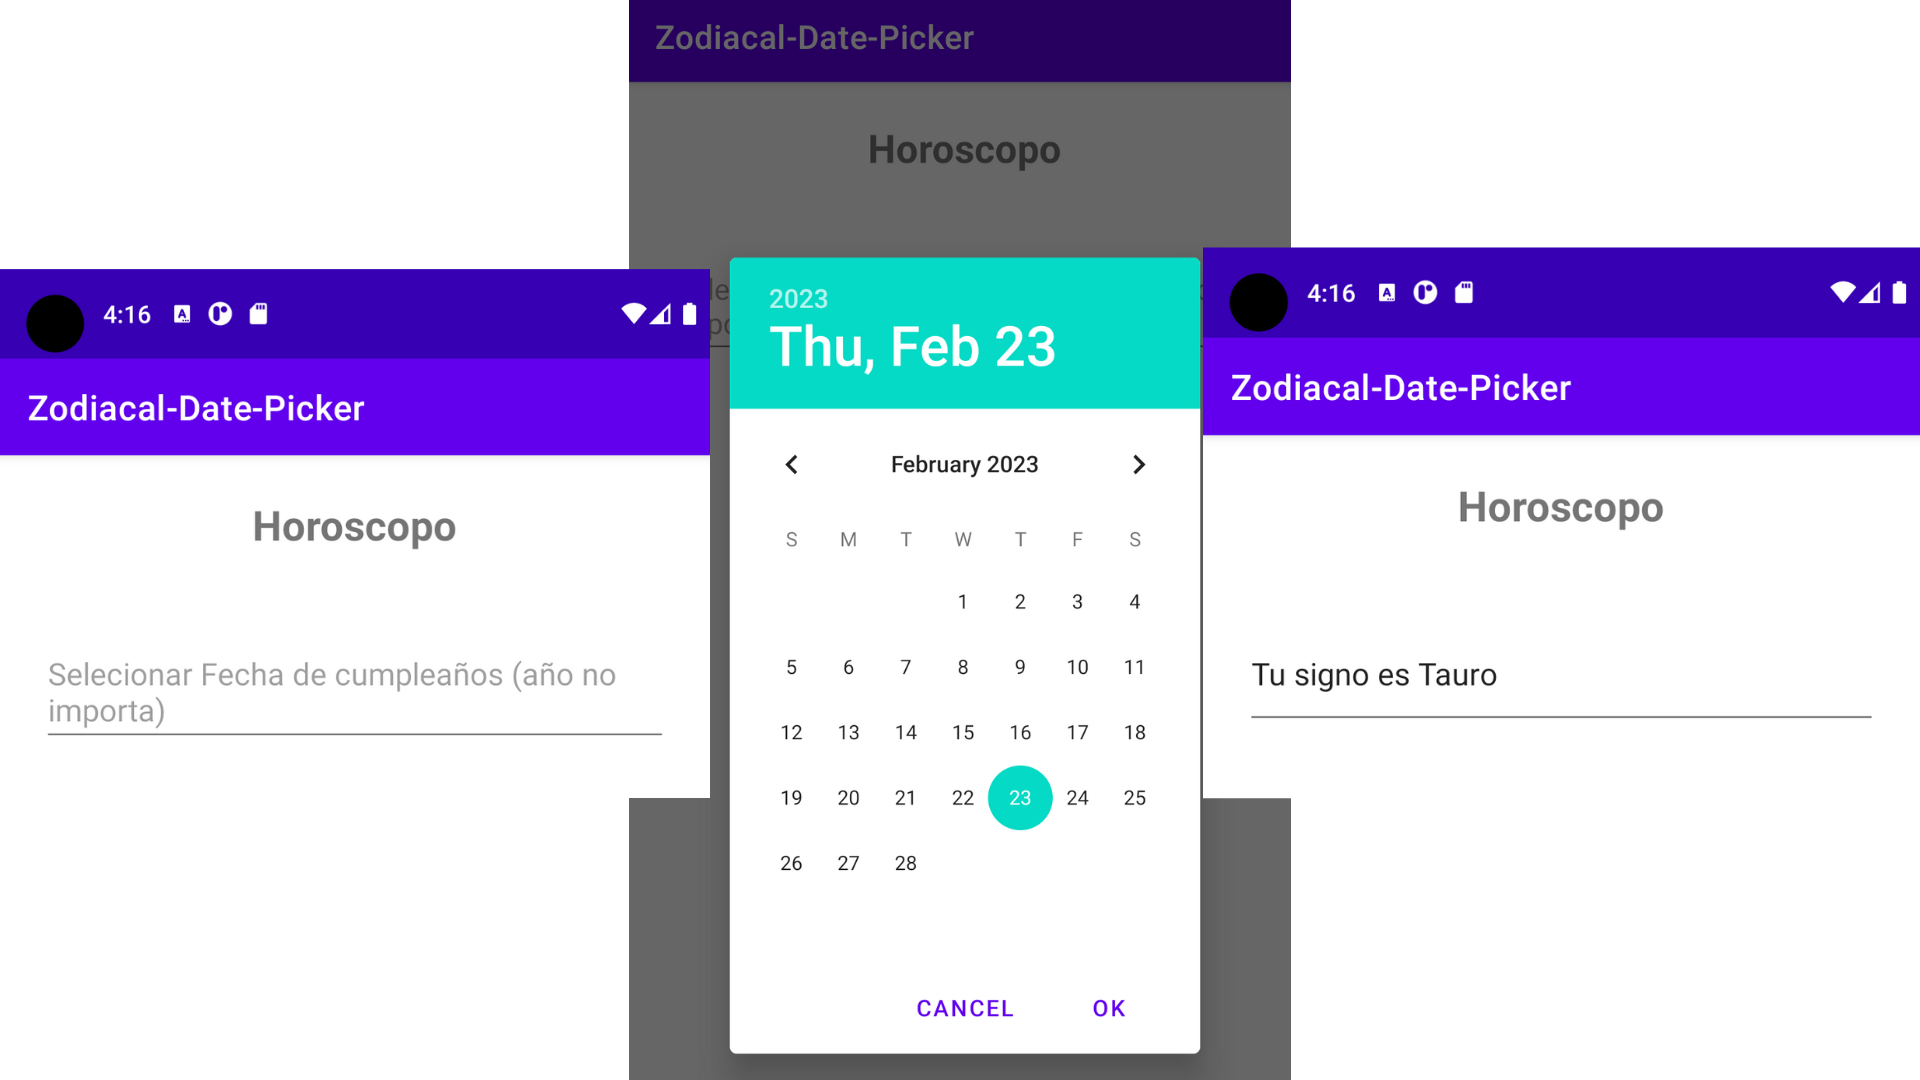 4:16
Zodiacal-Date-Picker
Horoscopo
Selecionar Fecha de cumpleaños (año no
importa)
Zodiacal-Date-Picker
Horoscopo
2023
Thu, Feb 23
February 2023
S M T W T F S
1 2 3 4
5 6 7 8 9 10 11
12 13 14 15 16 17 18
19 20 21 22 23 24 25
26 27 28
CANCEL OK
4:16
Zodiacal-Date-Picker
Horoscopo
Tu signo es Tauro